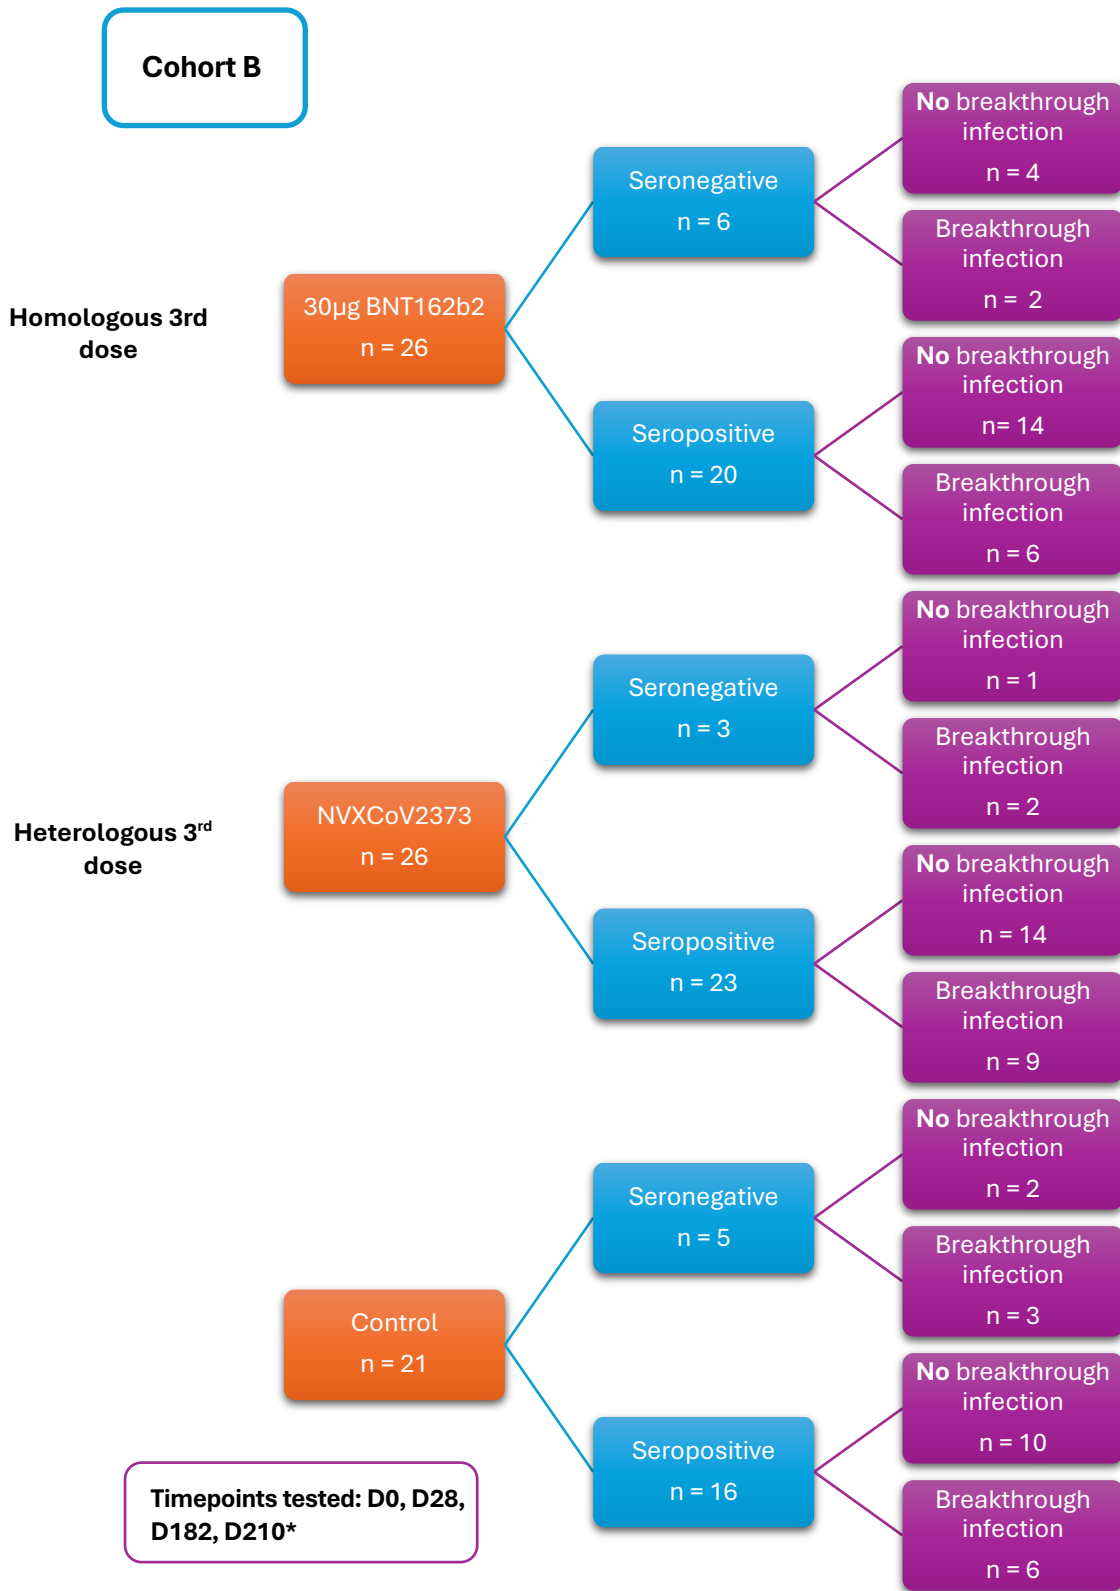 Cohort B
Homologous 3rd
dose
30µg BNT162b2
n = 26
Seronegative
n = 6
No breakthrough
infection
n = 4
Breakthrough
infection
n =  2
Seropositive
n = 20
No breakthrough
infection
n= 14
Breakthrough
infection
n = 6
Heterologous 3rd
dose
NVXCoV2373
n = 26
Seronegative
n = 3
No breakthrough
infection
n = 1
Breakthrough
infection
n = 2
Seropositive
n = 23
No breakthrough
infection
n = 14
Breakthrough
infection
n = 9
Control
n = 21
Seronegative
n = 5
No breakthrough
infection
n = 2
Breakthrough
infection
n = 3
Seropositive
n = 16
No breakthrough
infection
n = 10
Breakthrough
infection
n = 6
Timepoints tested: D0, D28,
D182, D210*